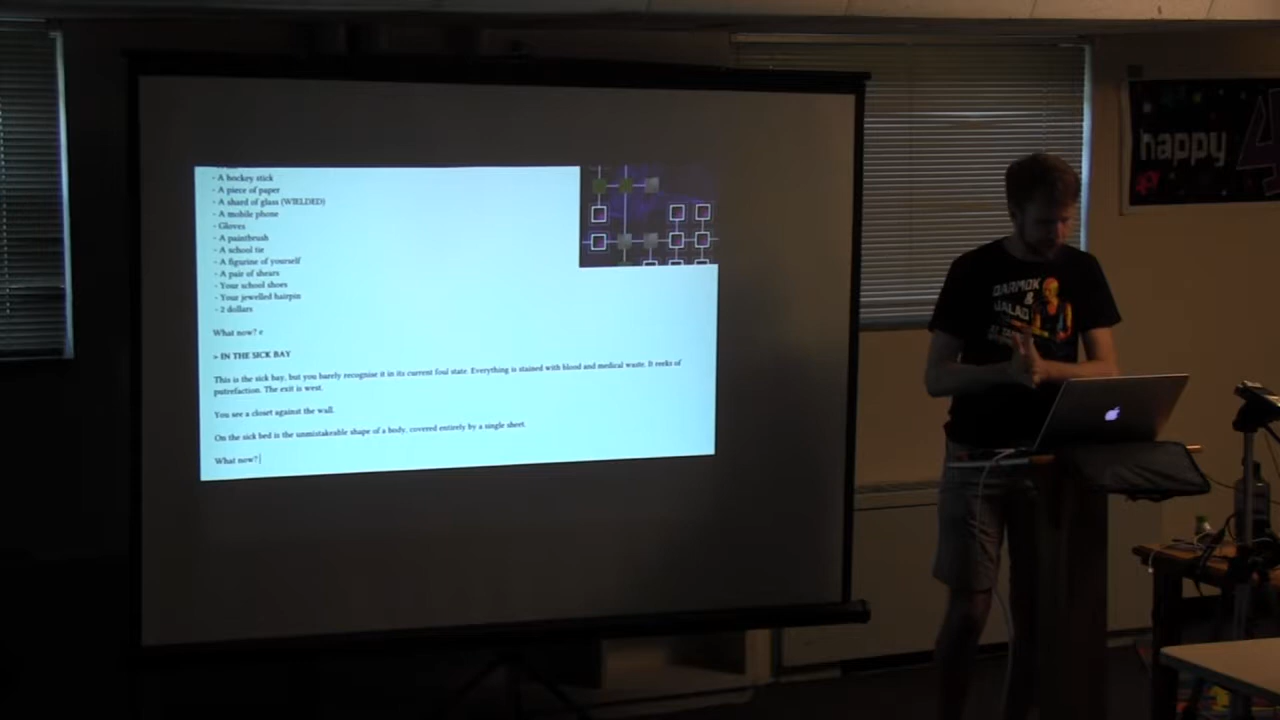 - A hockey stick
- A piece of paper
- A shard of glass (WIELDED)
- A mobile phone
- Gloves
- A paintbrush
- A school tie
- A figurine of yourself
- A pair of shears
- Your school shoes
- Your jewelled hairpin
- 2 dollars
What now? e
> IN THE SICK BAY
This is the sick bay, but you barely recognise it in its current foul state. Everything is stained with blood and medical waste. It reeks of
putrefaction. The exit is west.
You see a closet against the wall.
On the sick bed is the unmistakeable shape of a body, covered entirely by a single sheet.
What now?
happy 4
DARMOK
&
JALAD